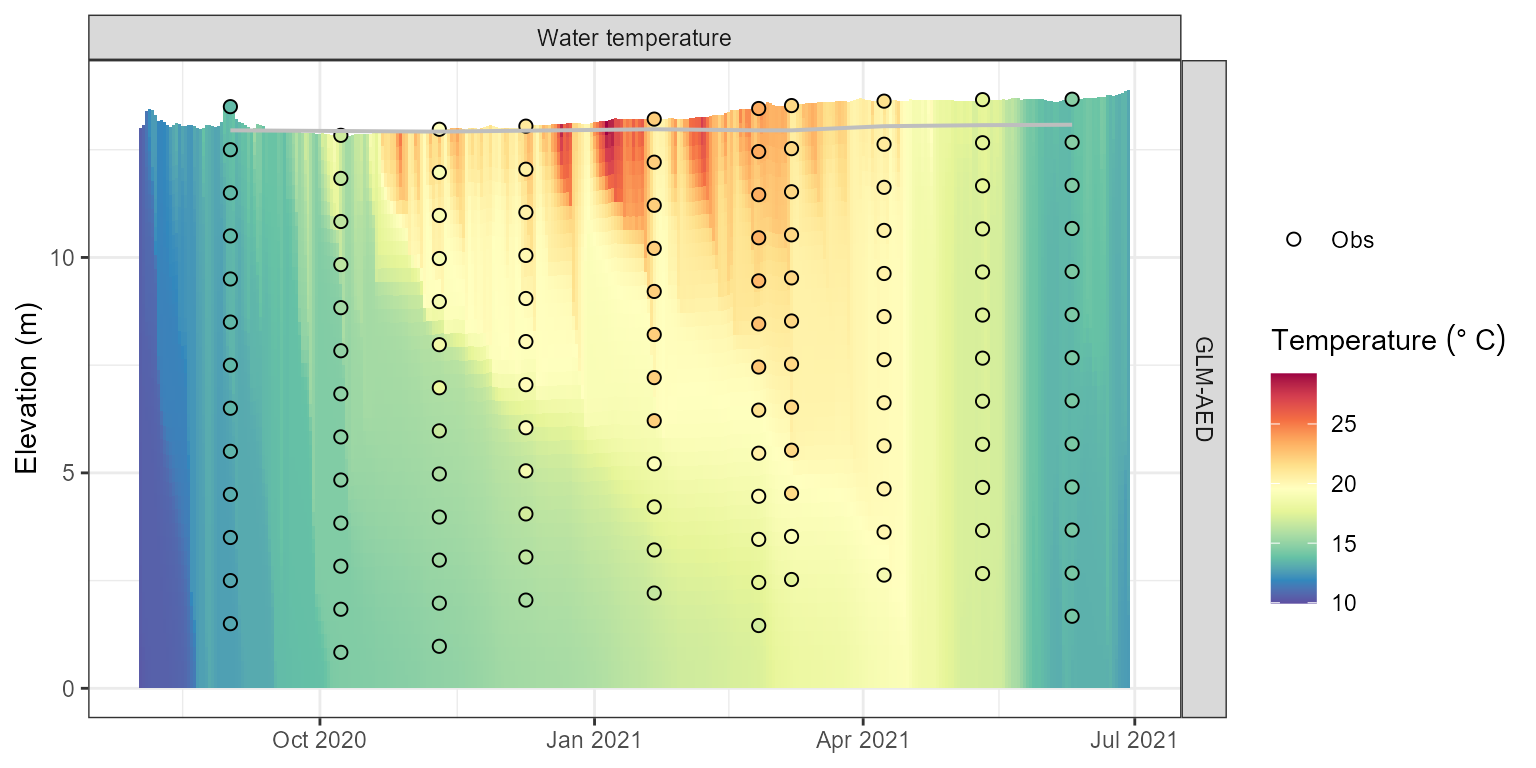 Water temperature
GLM-AED
Elevation (m)
10
5
0
Oct 2020
Jan 2021
Apr 2021
Jul 2021
Obs
Temperature (° C)
25
20
15
10